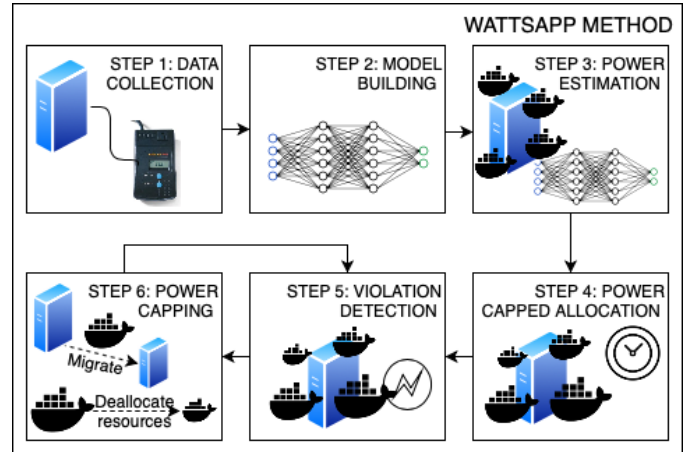 WATTSAPP METHOD
STEP 1: DATA
COLLECTION
STEP 2: MODEL
BUILDING
STEP 3: POWER
ESTIMATION
STEP 6: POWER
CAPPING
Migrate
Deallocate
resources
STEP 5: VIOLATION
DETECTION
STEP 4: POWER
CAPPED ALLOCATION